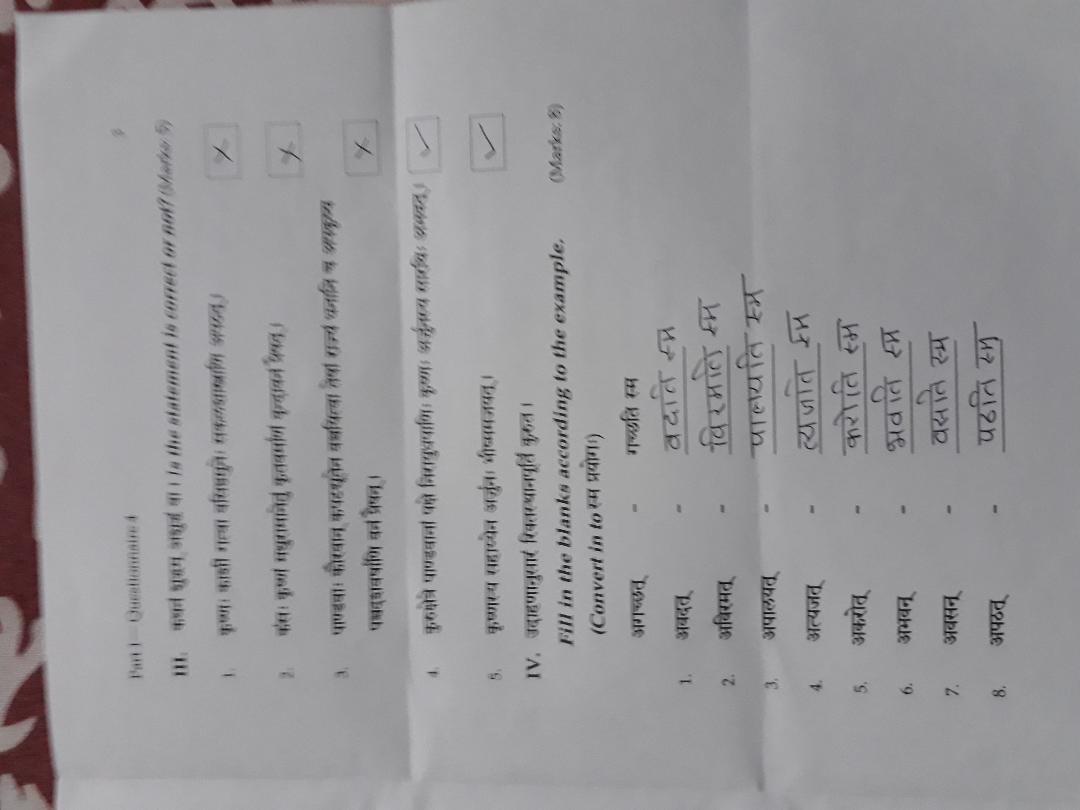 Part I – Questionnaire 4
III. कथनं शुद्धम् अशुद्धं वा । Is the statement is correct or not? (Marks: 5)
1. कृष्णः काशीं गत्वा वसिष्ठमुनेः सकलशास्त्राणि अपठत् । ✗
2. कंसः कृष्णं मथुरामानेतुं कृतवर्माणं वृन्दावनं प्रैषत् । ✗
3. पाण्डवाः कौरवान् कपटद्यूतेन वञ्चयित्वा तेषां राज्यं धनानि च अपहृत्य
पञ्चदशवर्षाणि वनं प्रैषन् । ✗
4. कुरुक्षेत्रे पाण्डवानां पक्षे निरायुधपाणिः कृष्णः अर्जुनस्य सारथिः अभवत् । ✓
5. कृष्णस्य सहाय्येन अर्जुनः भीष्ममजयत् । ✓
IV. उदाहणानुसारं रिक्तस्थानपूर्तिं कुरुत ।
Fill in the blanks according to the example. (Marks: 8)
(Convert in to स्म प्रयोगः)
अगच्छत् - गच्छति स्म
1. अवदत् - वदति स्म
2. अविरमत् - विरमति स्म
3. अपालयत् - पालयति स्म
4. अत्यजत् - त्यजति स्म
5. अकरोत् - करोति स्म
6. अभवन् - भवति स्म
7. अवसन् - वसति स्म
8. अपठत् - पठति स्म